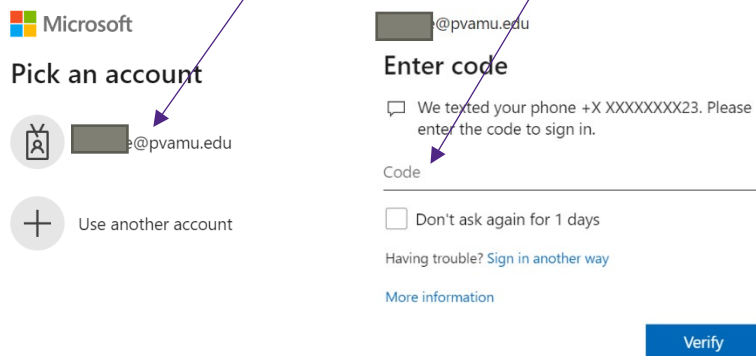 Microsoft
Pick an account
e@pvamu.edu
Use another account
@pvamu.edu
Enter code
We texted your phone +X XXXXXXXX23. Please
enter the code to sign in.
Code
Don't ask again for 1 days
Having trouble? Sign in another way
More information
Verify